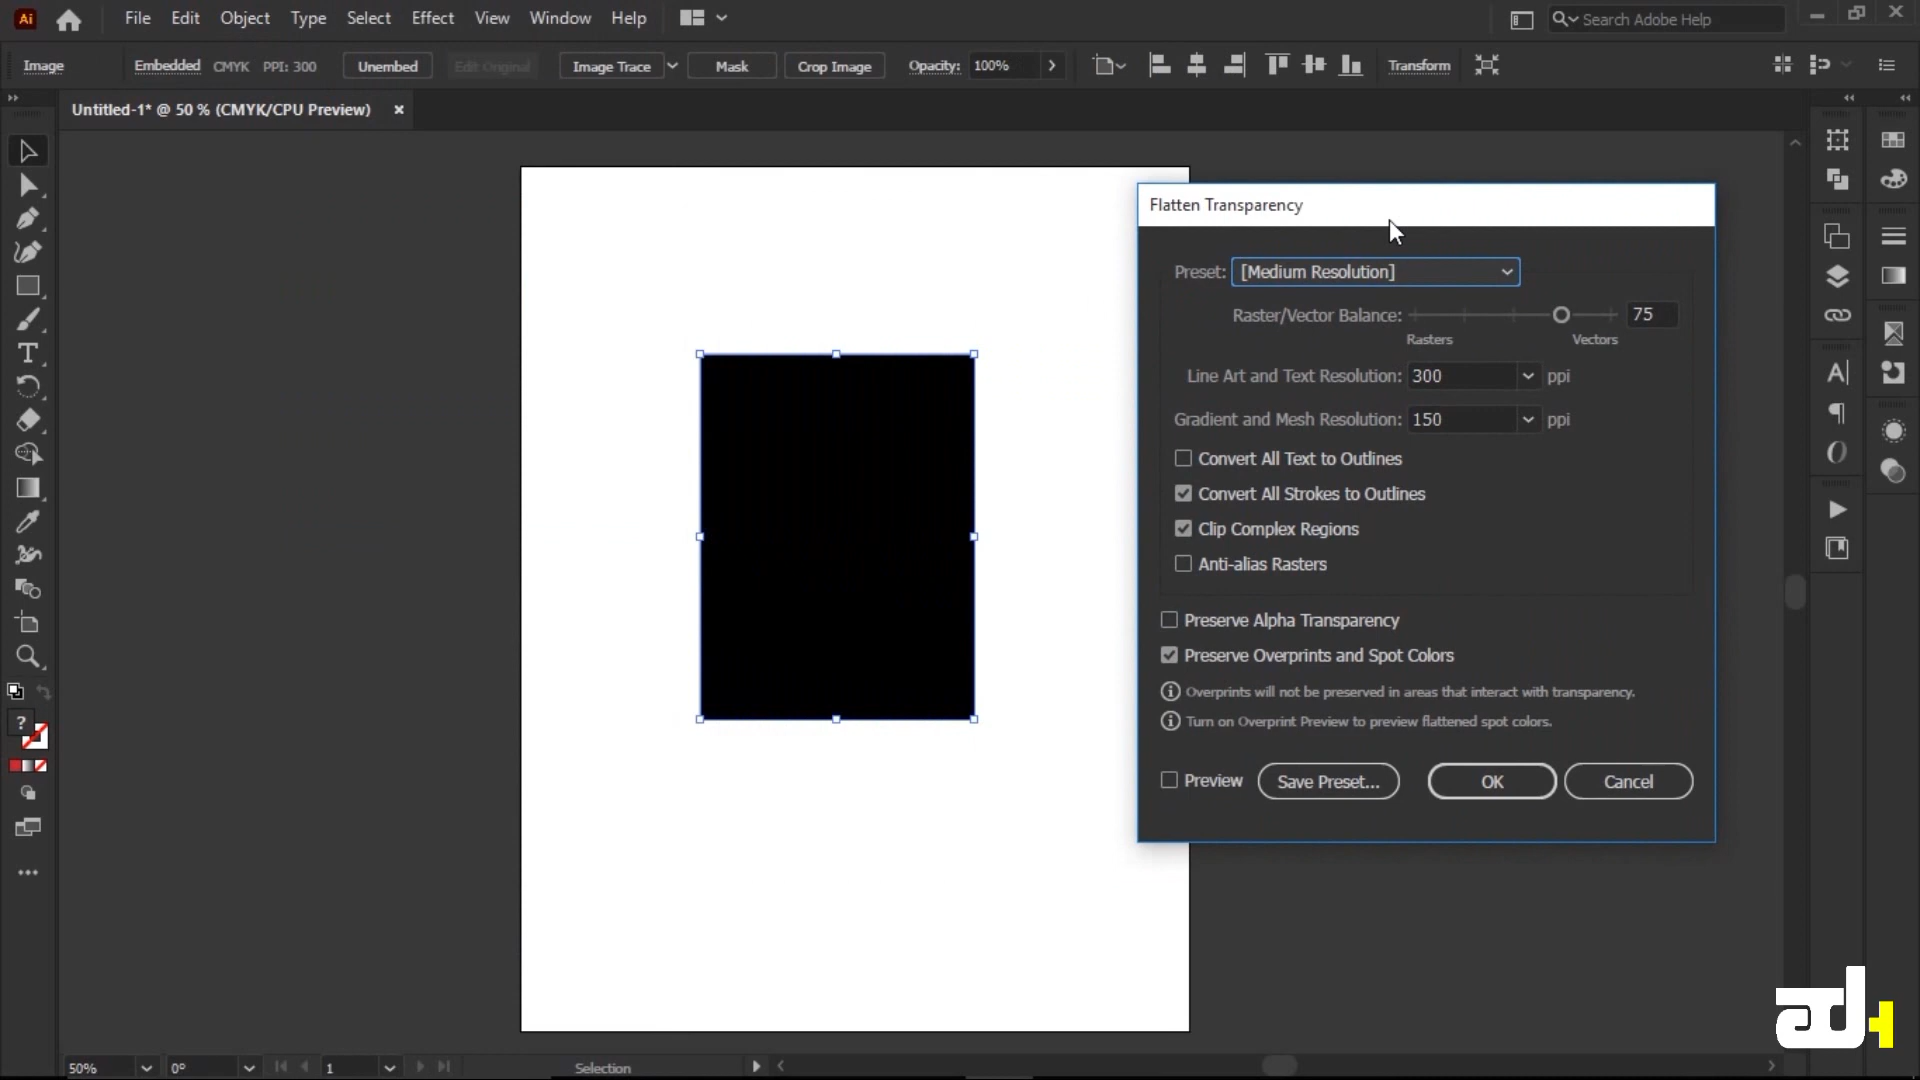 Ai
File Edit Object Type Select Effect View Window Help
Search Adobe Help
Image Embedded CMYK PPI: 300 Unembed Edit Original Image Trace Mask Crop Image Opacity: 100% Transform
Untitled-1* @ 50 % (CMYK/CPU Preview) ×
Flatten Transparency
Preset: [Medium Resolution]
Raster/Vector Balance: 75
Rasters Vectors
Line Art and Text Resolution: 300 ppi
Gradient and Mesh Resolution: 150 ppi
Convert All Text to Outlines
Convert All Strokes to Outlines
Clip Complex Regions
Anti-alias Rasters
Preserve Alpha Transparency
Preserve Overprints and Spot Colors
Overprints will not be preserved in areas that interact with transparency.
Turn on Overprint Preview to preview flattened spot colors.
Preview Save Preset... OK Cancel
?
50% 0° 1 Selection